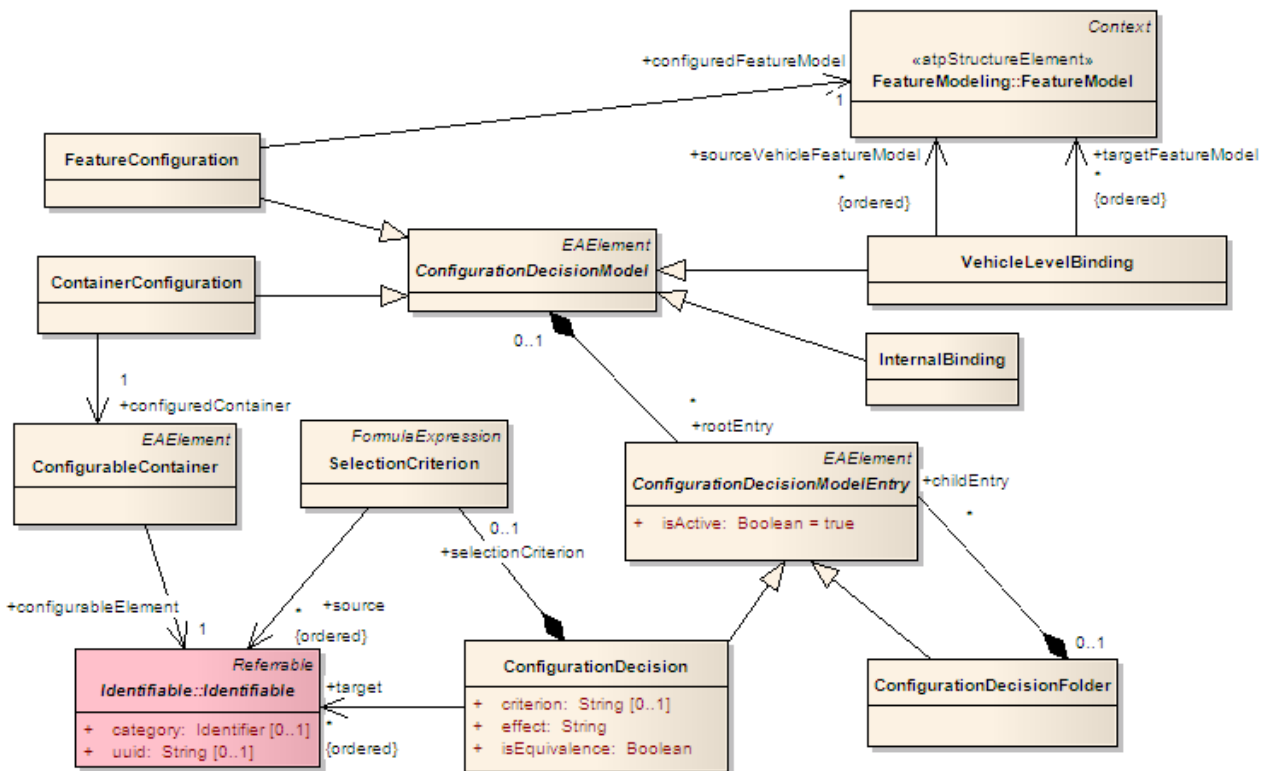 Context
«atpStructureElement»
FeatureModeling::FeatureModel
+configuredFeatureModel
1
FeatureConfiguration
+sourceVehicleFeatureModel
*
{ordered}
+targetFeatureModel
*
{ordered}
EAElement
ConfigurationDecisionModel
VehicleLevelBinding
ContainerConfiguration
0..1
InternalBinding
1
+configuredContainer
*
+rootEntry
EAElement
ConfigurableContainer
FormulaExpression
SelectionCriterion
EAElement
ConfigurationDecisionModelEntry
+ isActive: Boolean = true
+childEntry
*
0..1
+selectionCriterion
+configurableElement
1
*
+source
{ordered}
0..1
Referrable
Identifiable::Identifiable
+ category: Identifier [0..1]
+ uuid: String [0..1]
+target
*
{ordered}
ConfigurationDecision
+ criterion: String [0..1]
+ effect: String
+ isEquivalence: Boolean
ConfigurationDecisionFolder